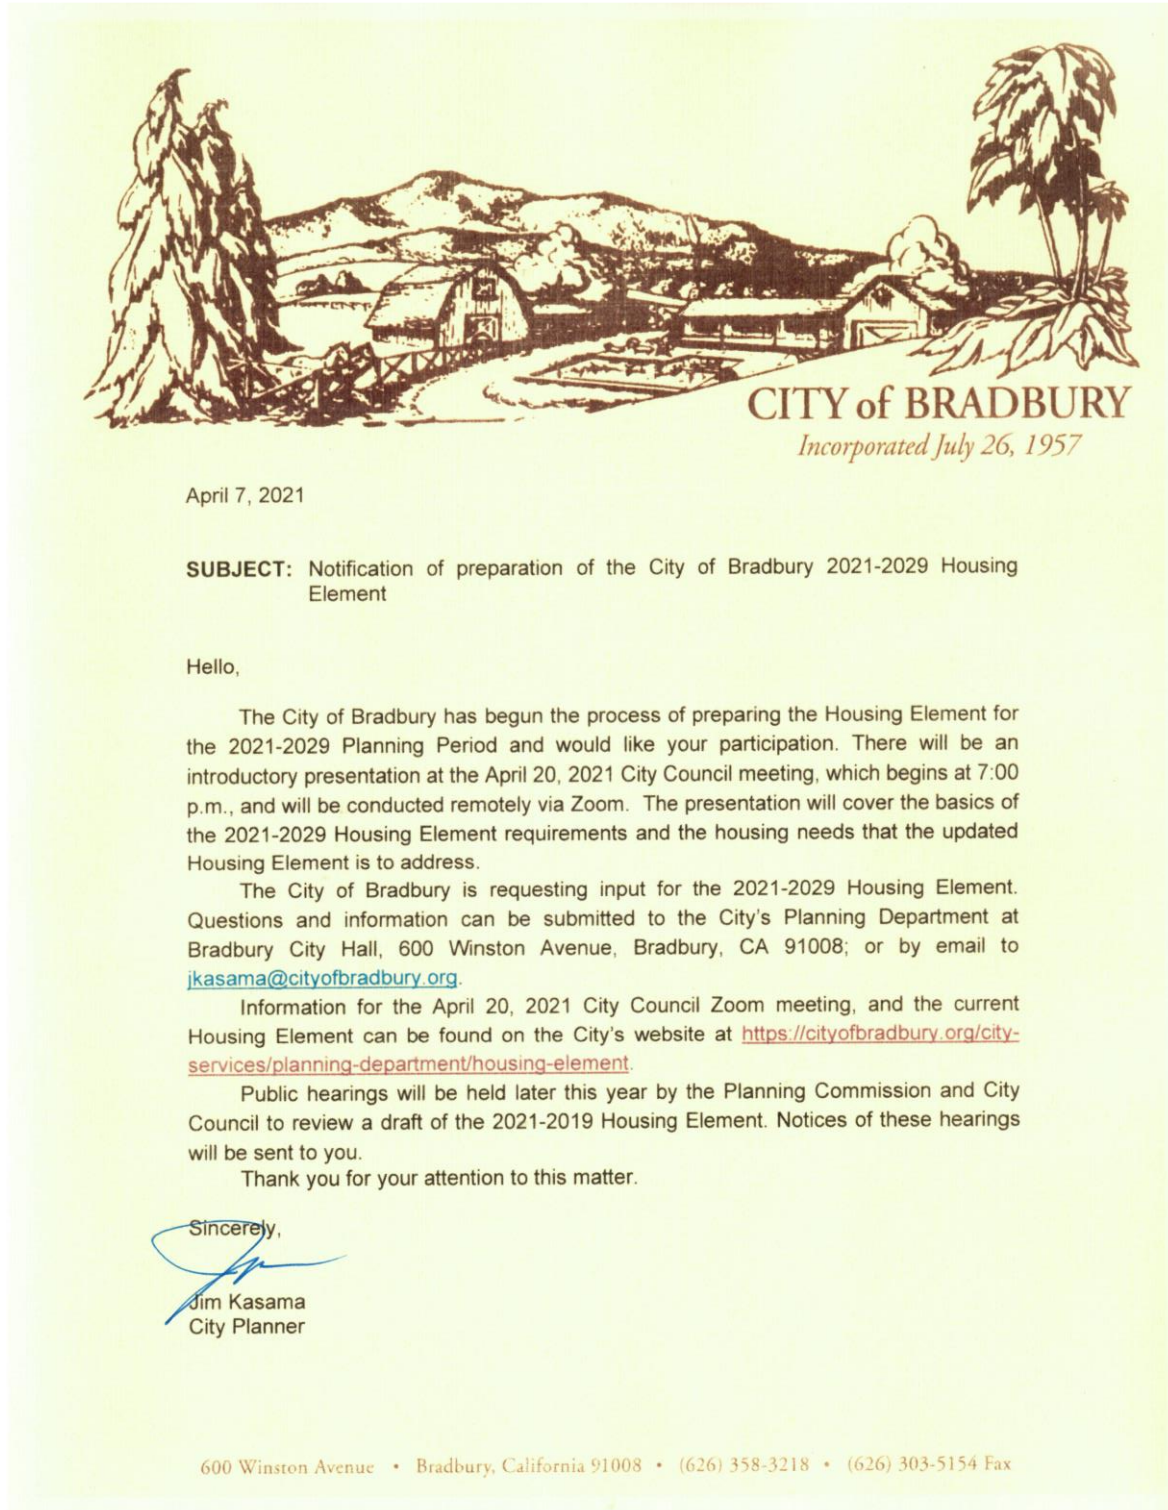 CITY of BRADBURY
Incorporated July 26, 1957
April 7, 2021
SUBJECT: Notification of preparation of the City of Bradbury 2021-2029 Housing
Element
Hello,
The City of Bradbury has begun the process of preparing the Housing Element for
the 2021-2029 Planning Period and would like your participation. There will be an
introductory presentation at the April 20, 2021 City Council meeting, which begins at 7:00
p.m., and will be conducted remotely via Zoom. The presentation will cover the basics of
the 2021-2029 Housing Element requirements and the housing needs that the updated
Housing Element is to address.
The City of Bradbury is requesting input for the 2021-2029 Housing Element.
Questions and information can be submitted to the City's Planning Department at
Bradbury City Hall, 600 Winston Avenue, Bradbury, CA 91008; or by email to
jkasama@cityofbradbury.org.
Information for the April 20, 2021 City Council Zoom meeting, and the current
Housing Element can be found on the City's website at https://cityofbradbury.org/city-
services/planning-department/housing-element.
Public hearings will be held later this year by the Planning Commission and City
Council to review a draft of the 2021-2019 Housing Element. Notices of these hearings
will be sent to you.
Thank you for your attention to this matter.
Sincerely,
Jim Kasama
City Planner
600 Winston Avenue • Bradbury, California 91008 • (626) 358-3218 • (626) 303-5154 Fax